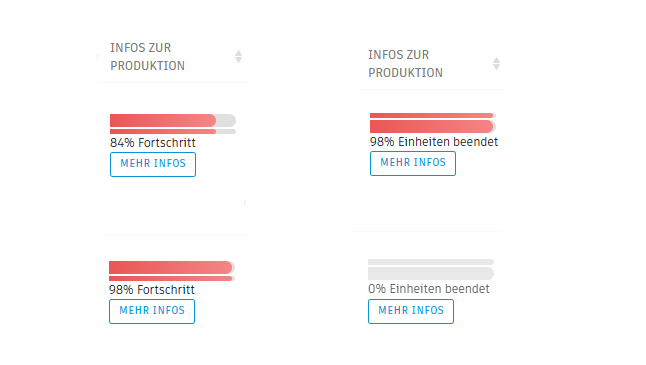 INFOS ZUR
PRODUKTION
84% Fortschritt
MEHR INFOS
98% Fortschritt
MEHR INFOS
INFOS ZUR
PRODUKTION
98% Einheiten beendet
MEHR INFOS
0% Einheiten beendet
MEHR INFOS